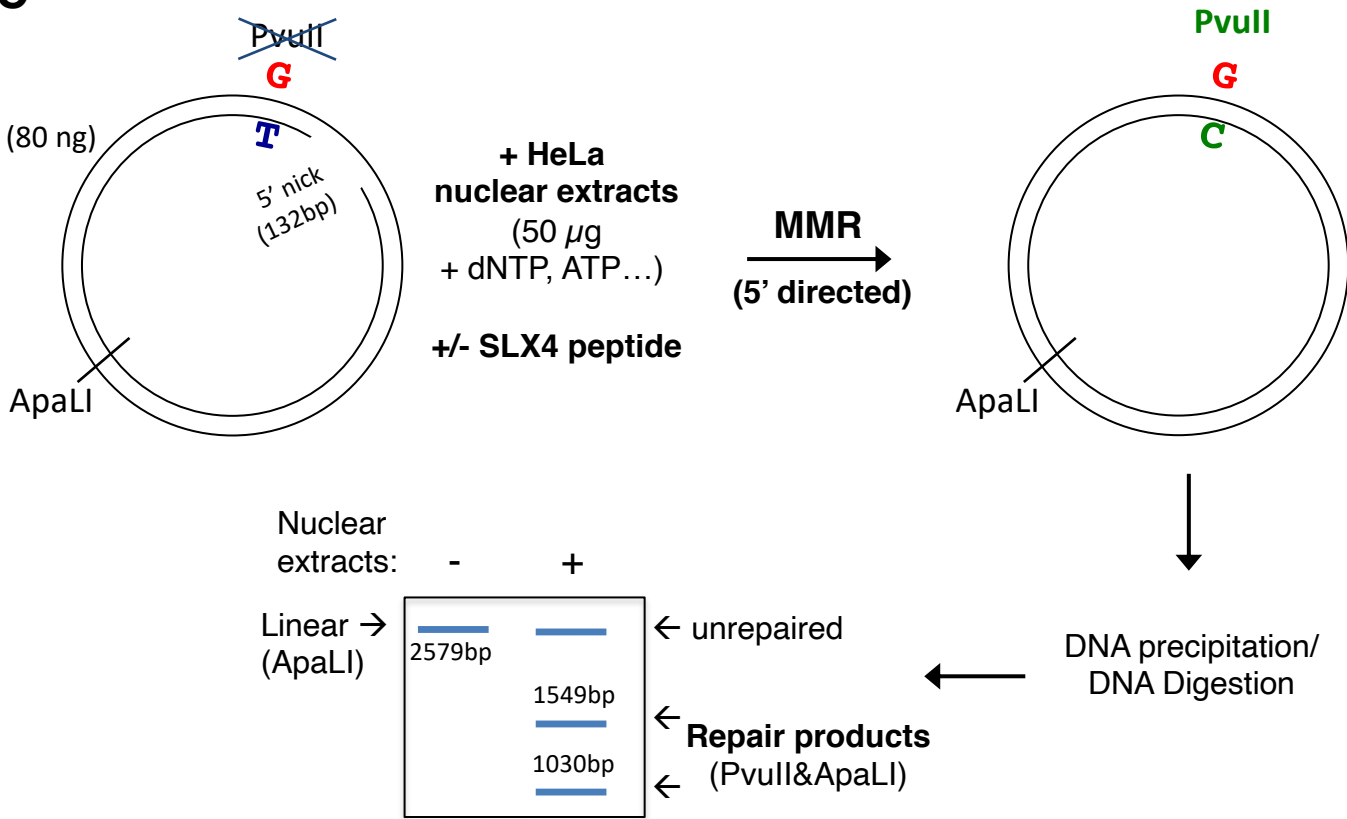 PvuII
G
T
(80 ng)
5' nick
(132bp)
ApaLI
+ HeLa
nuclear extracts
(50 µg
+ dNTP, ATP…)
+/- SLX4 peptide
MMR
(5' directed)
PvuII
G
C
ApaLI
Nuclear
extracts:
- +
Linear →
(ApaLI)
2579bp
1549bp
1030bp
← unrepaired
←
Repair products
(PvuII&ApaLI)
←
DNA precipitation/
DNA Digestion